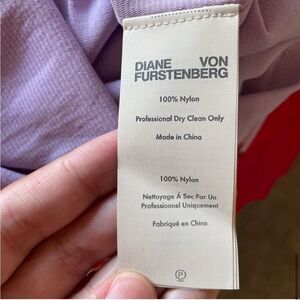 DIANE VON
FURSTENBERG
100% Nylon
Professional Dry Clean Only
Made in China
100% Nylon
Nettoyage À Sec Par Un
Professionnel Uniquement
Fabriqué en Chine
P